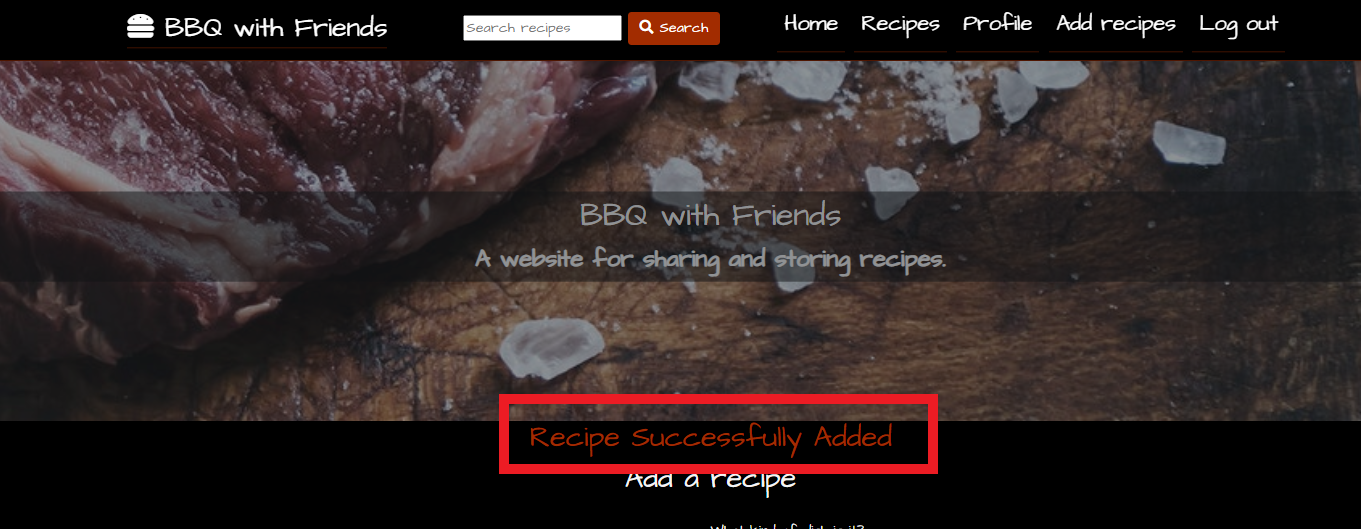 BBQ with Friends
Search recipes
Search
Home
Recipes
Profile
Add recipes
Log out
BBQ with Friends
A website for sharing and storing recipes.
Recipe Successfully Added
Add a recipe